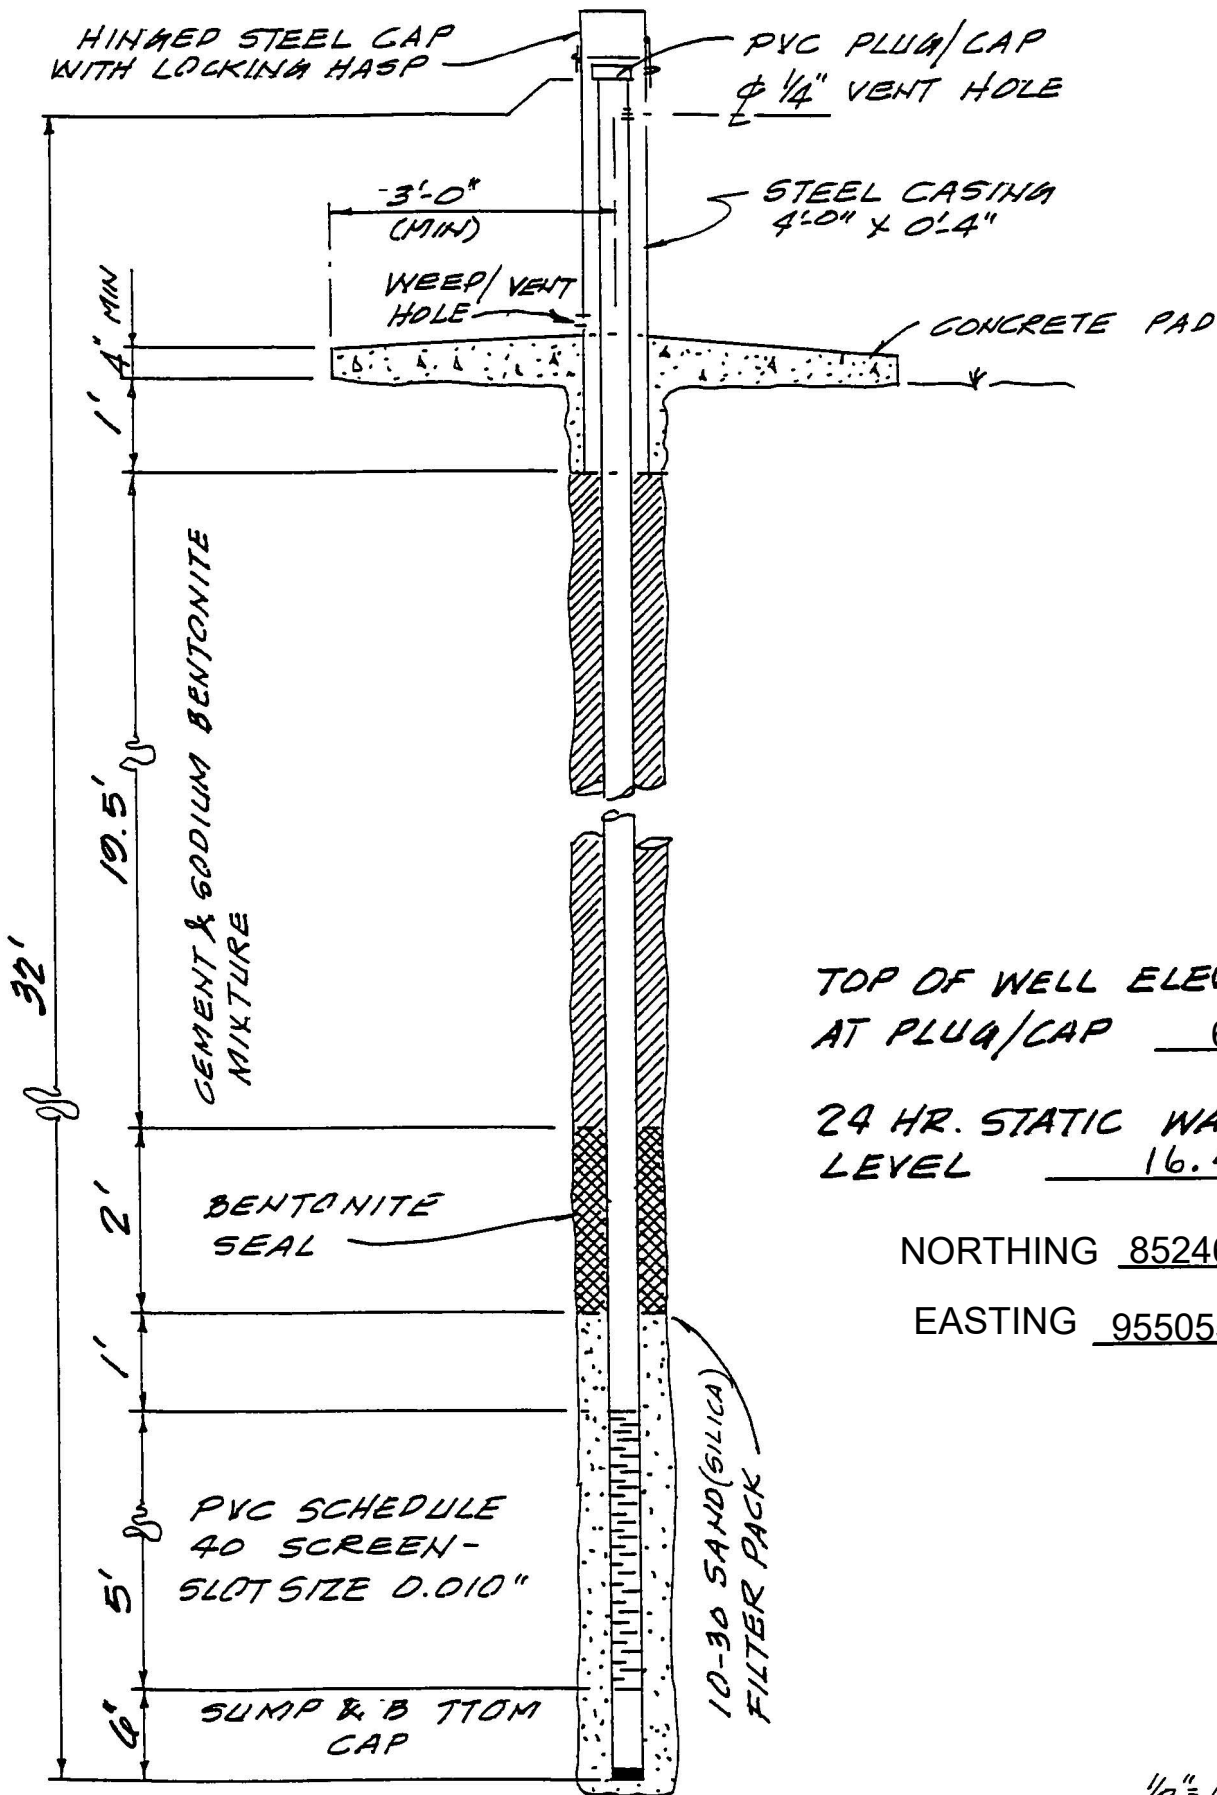 HINGED STEEL CAP
WITH LOCKING HASP
PVC PLUG/CAP
₵ 1/4" VENT HOLE
3'-0"
(MIN)
STEEL CASING
4'-0" X 0'-4"
WEEP/VENT
HOLE
CONCRETE PAD
4" MIN
1'
CEMENT & SODIUM BENTONITE
MIXTURE
19.5'
32'
TOP OF WELL ELEV
AT PLUG/CAP
24 HR. STATIC WA
LEVEL 16.
2'
BENTONITE
SEAL
NORTHING 8524
EASTING 95505
1'
10-30 SAND (SILICA)
FILTER PACK
PVC SCHEDULE
40 SCREEN-
SLOT SIZE 0.010"
5'
6"
SUMP & B TTOM
CAP